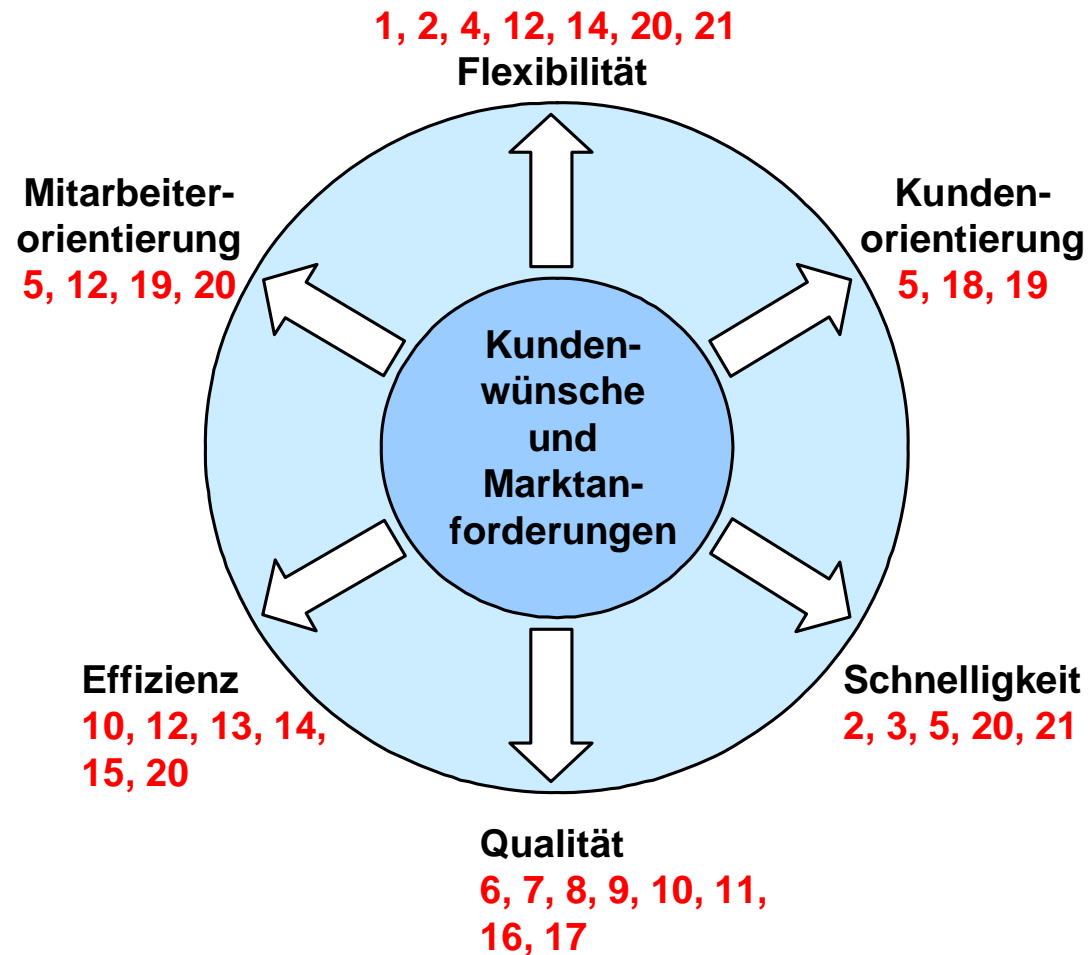 1, 2, 4, 12, 14, 20, 21
Flexibilität
Mitarbeiter-
orientierung
5, 12, 19, 20
Kunden-
orientierung
5, 18, 19
Kunden-
wünsche
und
Marktan-
forderungen
Effizienz
10, 12, 13, 14,
15, 20
Schnelligkeit
2, 3, 5, 20, 21
Qualität
6, 7, 8, 9, 10, 11,
16, 17